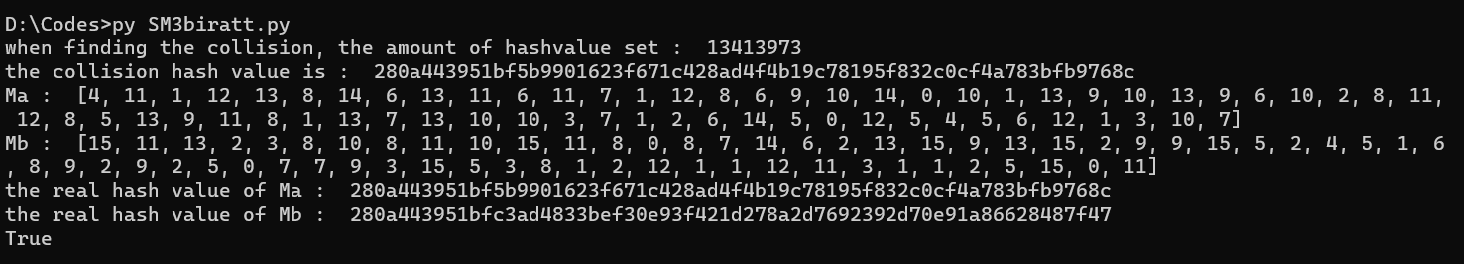 D:\Codes>py SM3biratt.py
when finding the collision, the amount of hashvalue set :  13413973
the collision hash value is :  280a443951bf5b9901623f671c428ad4f4b19c78195f832c0cf4a783bfb9768c
Ma :  [4, 11, 1, 12, 13, 8, 14, 6, 13, 11, 6, 11, 7, 1, 12, 8, 6, 9, 10, 14, 0, 10, 1, 13, 9, 10, 13, 9, 6, 10, 2, 8, 11,
 12, 8, 5, 13, 9, 11, 8, 1, 13, 7, 13, 10, 10, 3, 7, 1, 2, 6, 14, 5, 0, 12, 5, 4, 5, 6, 12, 1, 3, 10, 7]
Mb :  [15, 11, 13, 2, 3, 8, 10, 8, 11, 10, 15, 11, 8, 0, 8, 7, 14, 6, 2, 13, 15, 9, 13, 15, 2, 9, 9, 15, 5, 2, 4, 5, 1, 6
, 8, 9, 2, 9, 2, 5, 0, 7, 7, 9, 3, 15, 5, 3, 8, 1, 2, 12, 1, 1, 12, 11, 3, 1, 1, 2, 5, 15, 0, 11]
the real hash value of Ma :  280a443951bf5b9901623f671c428ad4f4b19c78195f832c0cf4a783bfb9768c
the real hash value of Mb :  280a443951bfc3ad4833bef30e93f421d278a2d7692392d70e91a86628487f47
True